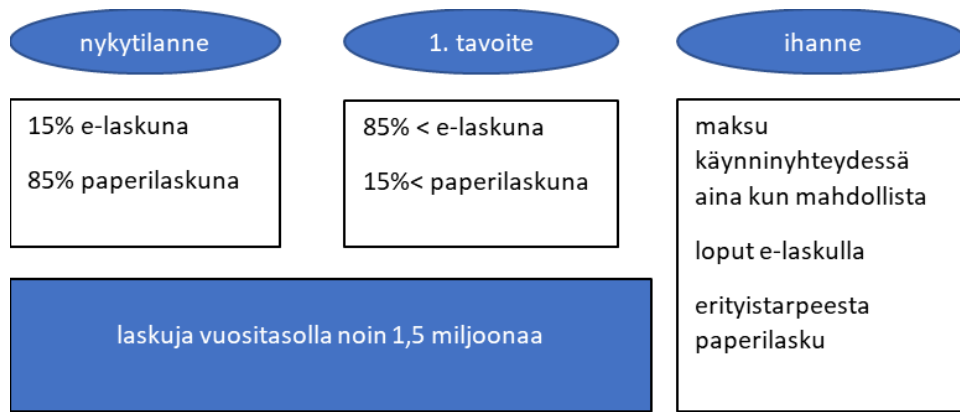 nykytilanne
15% e-laskuna
85% paperilaskuna
1. tavoite
85% < e-laskuna
15%< paperilaskuna
ihanne
maksu
käynninyhteydessä
aina kun mahdollista
loput e-laskulla
erityistarpeesta
paperilasku
laskuja vuositasolla noin 1,5 miljoonaa